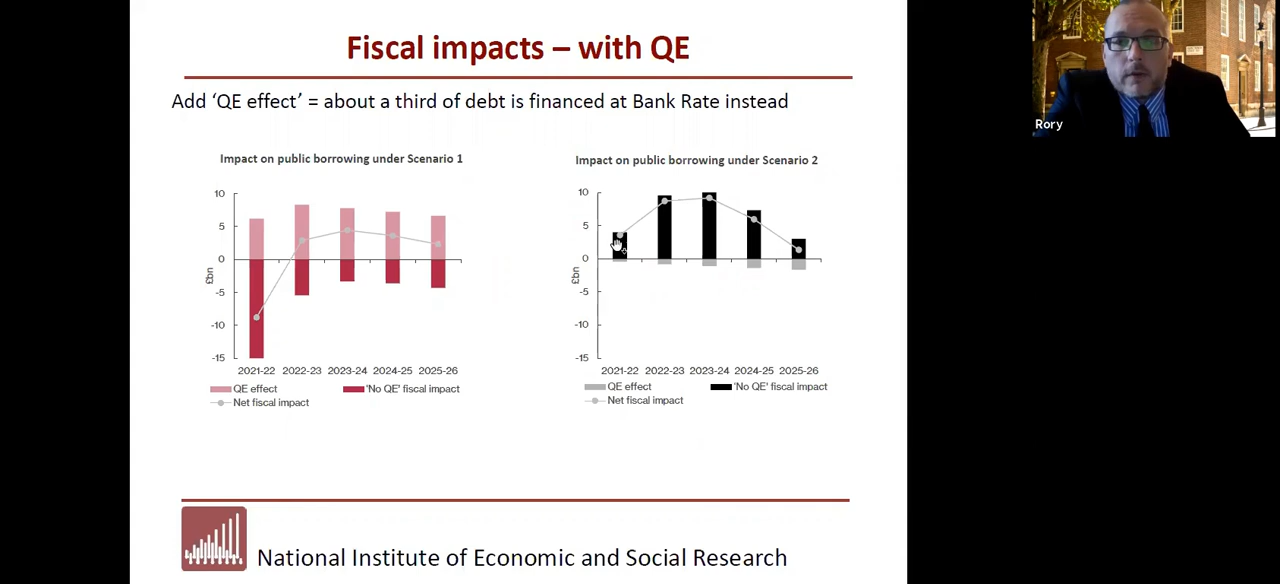 Fiscal impacts – with QE
Add ‘QE effect’ = about a third of debt is financed at Bank Rate instead
Rory
Impact on public borrowing under Scenario 1
10
5
0
-5
-10
-15
£bn
2021-22 2022-23 2023-24 2024-25 2025-26
QE effect 'No QE' fiscal impact
Net fiscal impact
Impact on public borrowing under Scenario 2
10
5
0
-5
-10
-15
£bn
2021-22 2022-23 2023-24 2024-25 2025-26
QE effect 'No QE' fiscal impact
Net fiscal impact
National Institute of Economic and Social Research